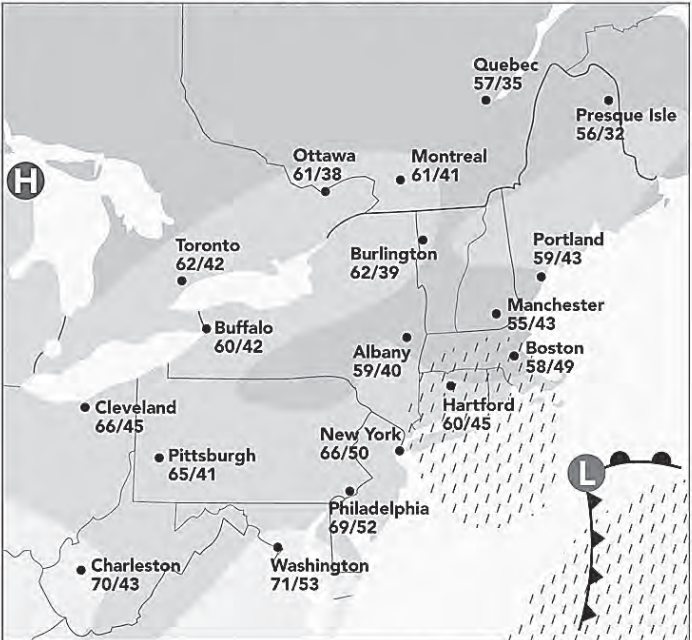 Quebec
57/35
Presque Isle
56/32
Ottawa
61/38
Montreal
61/41
H
Toronto
62/42
Burlington
62/39
Portland
59/43
Manchester
55/43
Buffalo
60/42
Albany
59/40
Boston
58/49
Cleveland
66/45
Hartford
60/45
New York
66/50
Pittsburgh
65/41
L
Philadelphia
69/52
Charleston
70/43
Washington
71/53